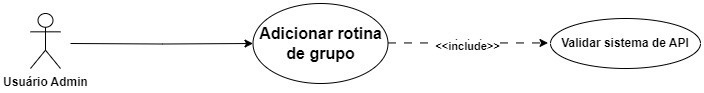 Usuário Admin
Adicionar rotina
de grupo
<<include>>
Validar sistema de API